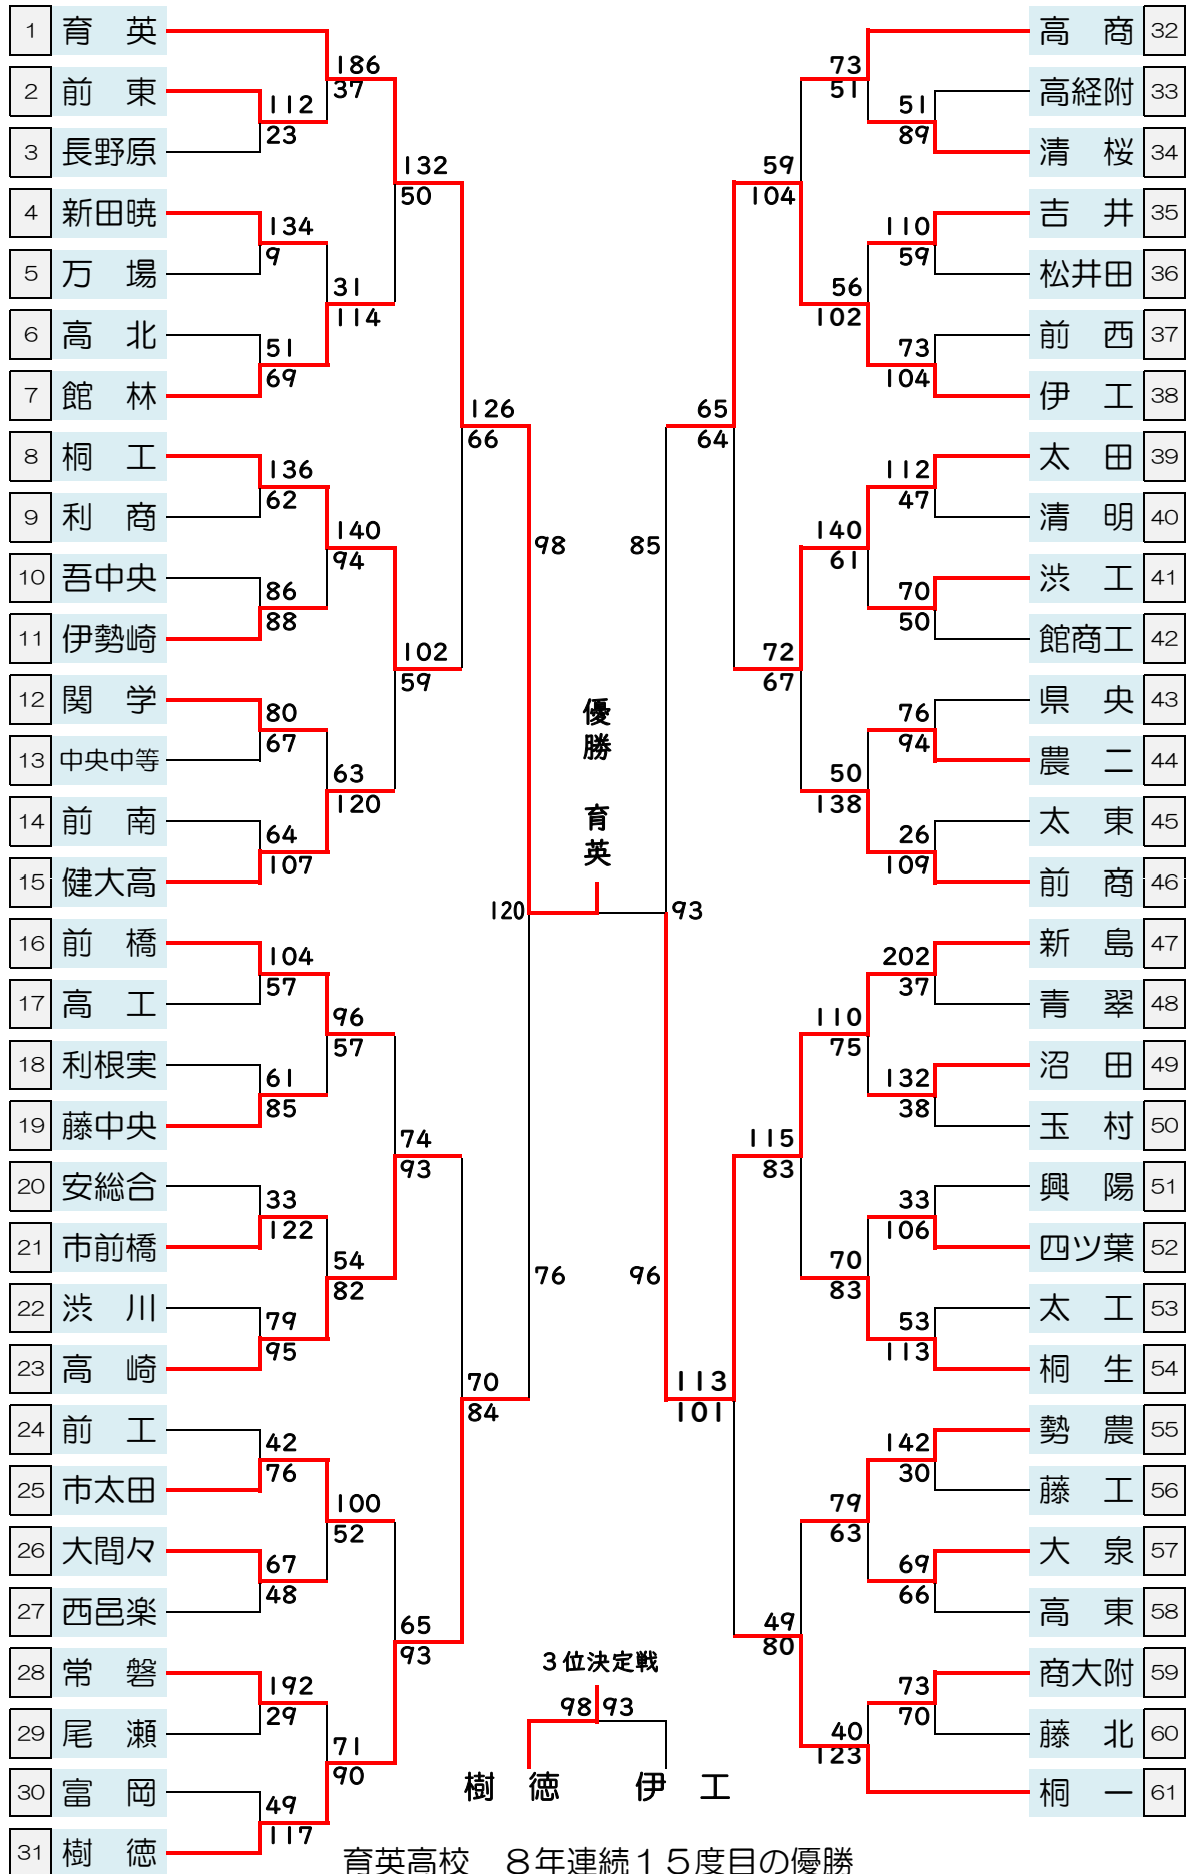 1 育 英
2 前 東
3 長野原
4 新田暁
5 万 場
6 高 北
7 館 林
8 桐 工
9 利 商
10 吾中央
11 伊勢崎
12 関 学
13 中央中等
14 前 南
15 健大高
16 前 橋
17 高 工
18 利根実
19 藤中央
20 安総合
21 市前橋
22 渋 川
23 高 崎
24 前 工
25 市太田
26 大間々
27 西邑楽
28 常 磐
29 尾 瀬
30 富 岡
31 樹 徳
112
23
134
9
51
69
136
62
86
88
80
67
64
107
104
57
61
85
33
122
79
95
42
76
67
48
192
29
49
117
186
37
31
114
140
94
63
120
96
57
54
82
100
52
71
90
132
50
102
59
74
93
65
93
126
66
70
84
98
76
120
優勝 育英
93
85
96
65
64
113
101
59
104
72
67
115
83
49
80
73
51
56
102
140
61
50
138
110
75
70
83
79
63
40
123
51
89
110
59
73
104
112
47
70
50
76
94
26
109
202
37
132
38
33
106
53
113
142
30
69
66
73
70
高 商 32
高経附 33
清 桜 34
吉 井 35
松井田 36
前 西 37
伊 工 38
太 田 39
清 明 40
渋 工 41
館商工 42
県 央 43
農 二 44
太 東 45
前 商 46
新 島 47
青 翠 48
沼 田 49
玉 村 50
興 陽 51
四ツ葉 52
太 工 53
桐 生 54
勢 農 55
藤 工 56
大 泉 57
高 東 58
商大附 59
藤 北 60
桐 一 61
3位決定戦
98 93
樹 徳 伊 工
育英高校 8年連続15度目の優勝